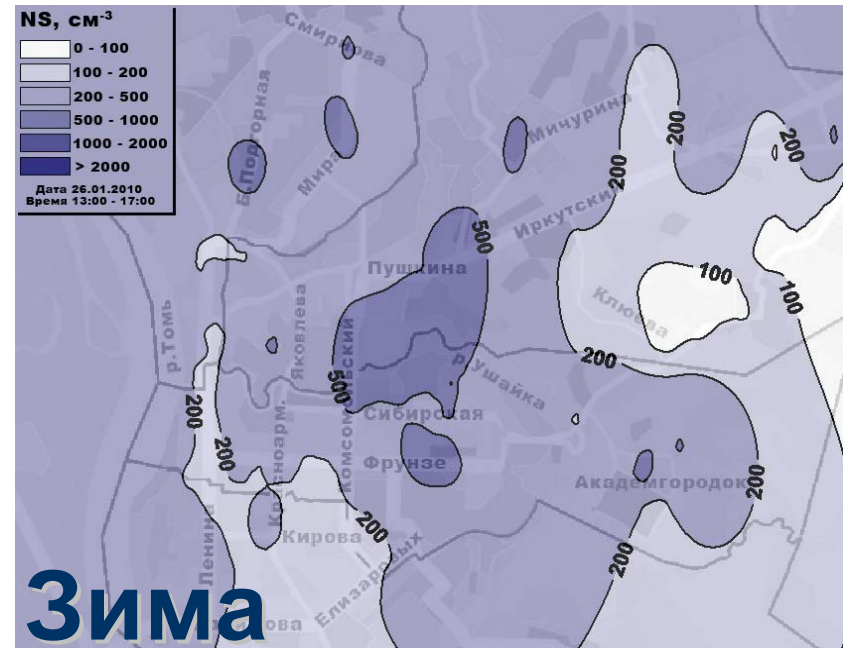 NS, см-3
0 - 100
100 - 200
200 - 500
500 - 1000
1000 - 2000
> 2000
Дата 26.01.2010
Время 13:00 - 17:00
Смирнова
Б.Подгорная
Мира
Мичурина
200
200
200
Иркутский
500
Пушкина
100
100
Клюева
р.Томь
Яковлева
комсомольский
500
р.Ушайка
200
200
200
Сибирская
Красноарм.
Фрунзе
Академгородок
200
200
Кирова
Ленина
Елизаровых
200
Зима